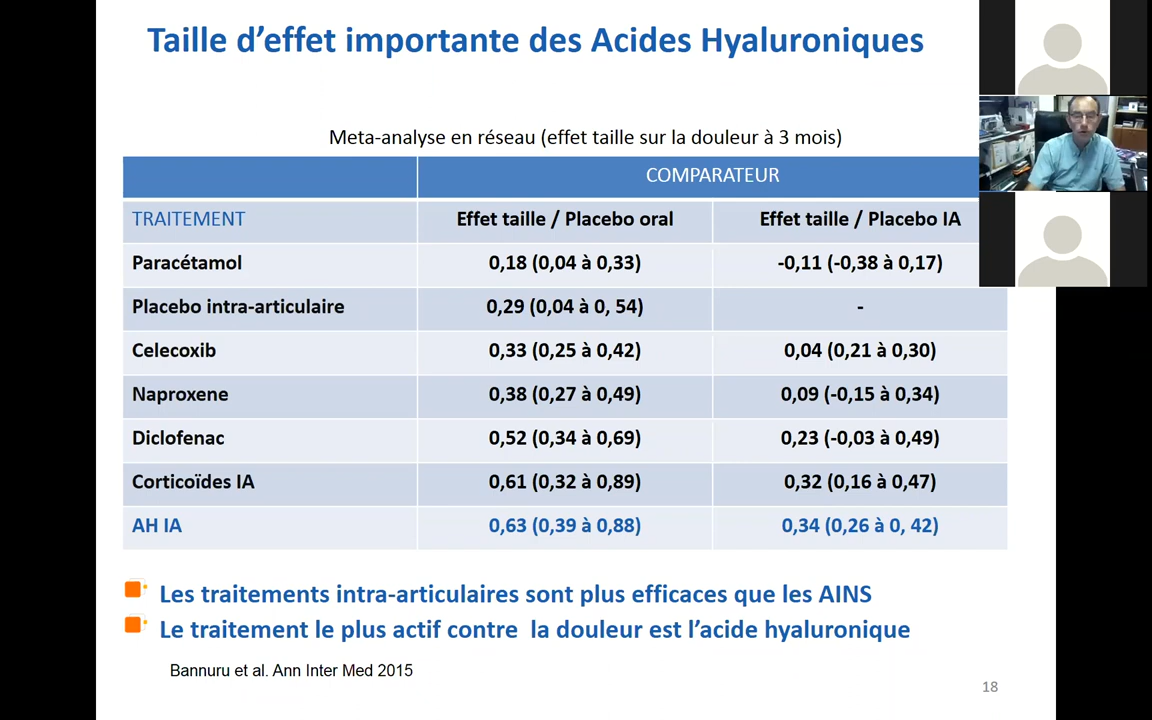 Taille d’effet importante des Acides Hyaluroniques
Meta-analyse en réseau (effet taille sur la douleur à 3 mois)
COMPARATEUR
TRAITEMENT Effet taille / Placebo oral Effet taille / Placebo IA
Paracétamol 0,18 (0,04 à 0,33) -0,11 (-0,38 à 0,17)
Placebo intra-articulaire 0,29 (0,04 à 0, 54) -
Celecoxib 0,33 (0,25 à 0,42) 0,04 (0,21 à 0,30)
Naproxene 0,38 (0,27 à 0,49) 0,09 (-0,15 à 0,34)
Diclofenac 0,52 (0,34 à 0,69) 0,23 (-0,03 à 0,49)
Corticoïdes IA 0,61 (0,32 à 0,89) 0,32 (0,16 à 0,47)
AH IA 0,63 (0,39 à 0,88) 0,34 (0,26 à 0, 42)
Les traitements intra-articulaires sont plus efficaces que les AINS
Le traitement le plus actif contre la douleur est l’acide hyaluronique
Bannuru et al. Ann Inter Med 2015
18